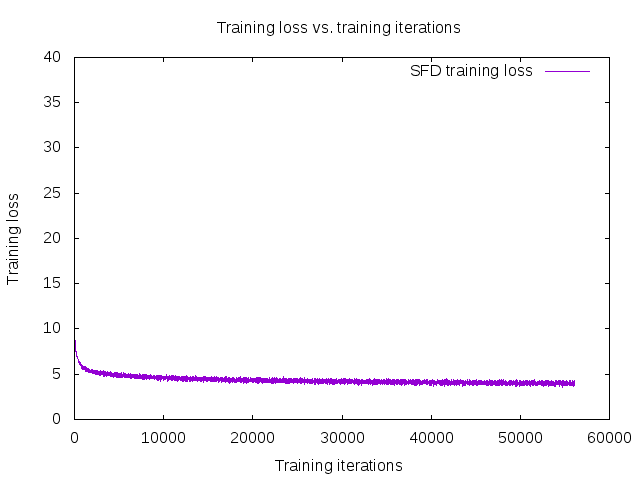 Training loss vs. training iterations
SFD training loss
40
35
30
25
20
15
10
5
0
Training loss
0 10000 20000 30000 40000 50000 60000
Training iterations